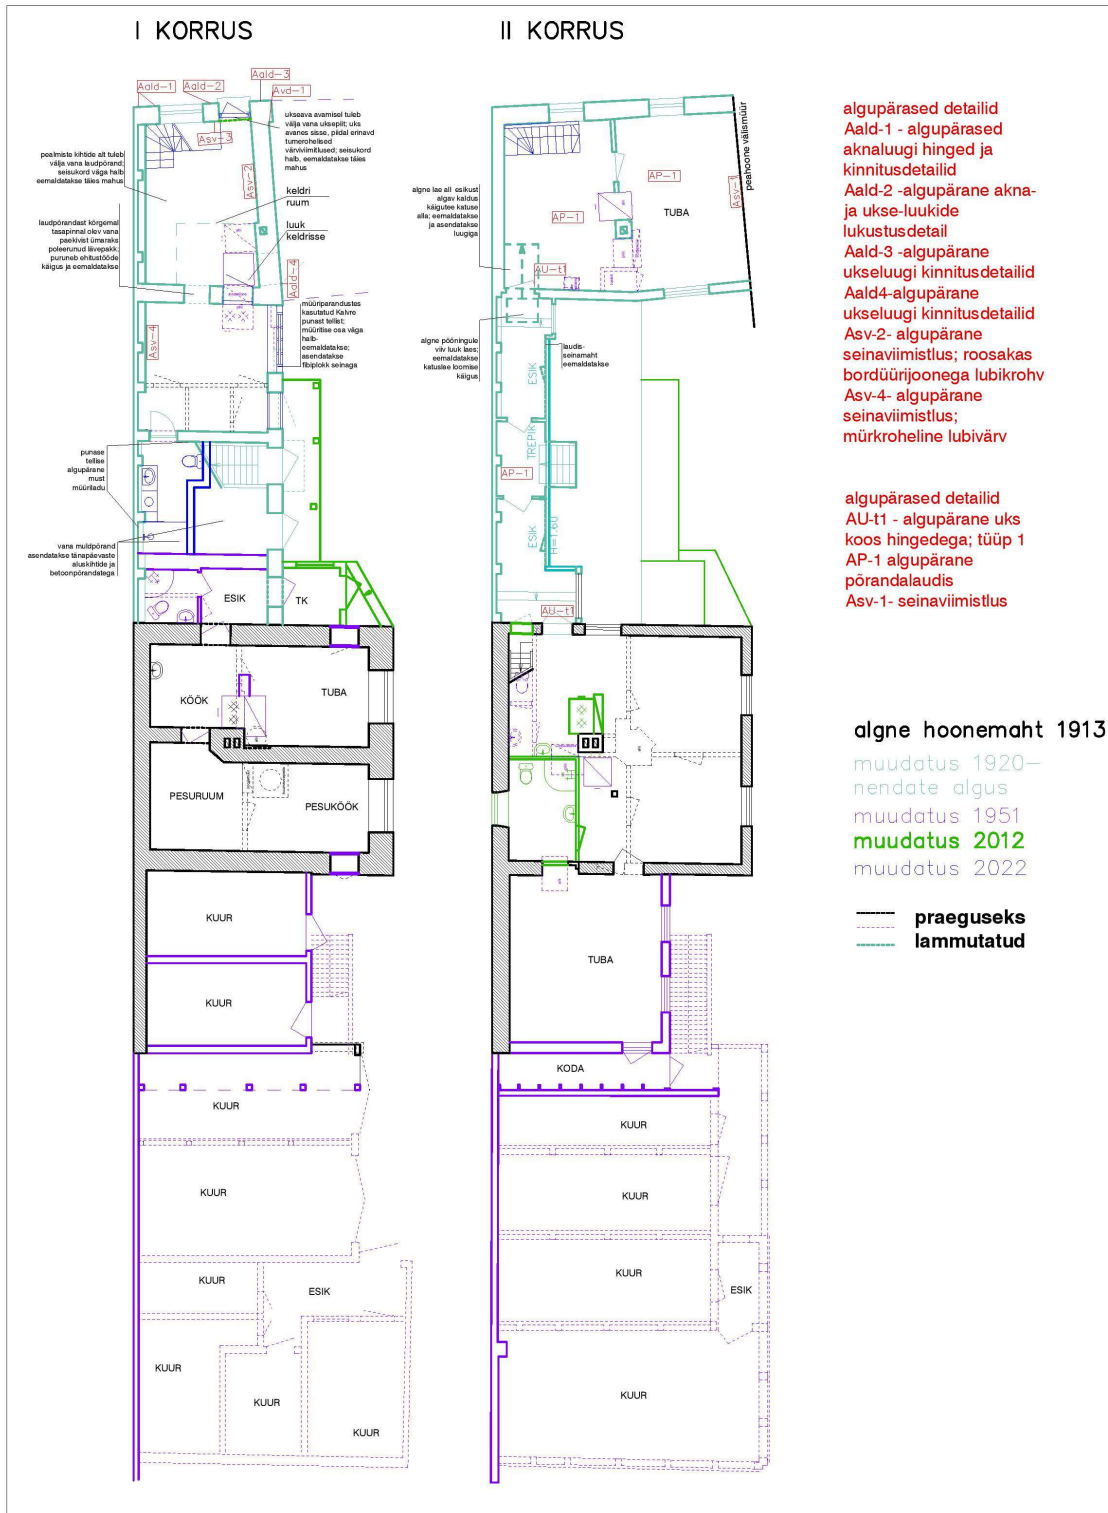 I KORRUS
II KORRUS
Aald-1
Aald-2
Aald-3
Avd-1
Asv-3
Asv-2
ukseava avamisel tuleb
välja vana uksepiit; uks
avanes sisse, piidal erinavd
tumerohelised
värviviimitlused; seisukord
halb, eemaldatakse täies
mahus
pealmiste kihtide alt tuleb
välja vana laudpõrand;
seisukord väga halb
eemaldatakse täies mahus
laudpõrandast kõrgemal
tasapinnal olev vana
paekivist ümaraks
poleerunud lävepakk;
puruneb ehitustööde
käigus ja eemaldatakse
keldri
ruum
luuk
keldrisse
Aald-4
müüriparandustes
kasutatud Kalvre
punast tellist;
müüritise osa väga
halb-
eemaldatakse;
asendatakse
fibiplokk seinaga
Asv-4
punase
tellise
algupärane
must
müüriladu
vana muldpõrand
asendatakse tänapäevaste
aluskihtide ja
betoonpõrandatega
ESIK
TK
KÖÖK
TUBA
PESURUUM
PESUKÖÖK
KUUR
KUUR
KUUR
KUUR
KUUR
ESIK
KUUR
KUUR
KUUR
AP-1
TUBA
Asv-1
peahoone välismüür
AP-1
AU-t1
algne lae all esikust
algav kaldus
käigutee katuse
alla; eemaldatakse
ja asendatakse
luugiga
algne pööningule
viiv luuk laes;
eemaldatakse
katuslae loomise
käigus
laudis-
seinamaht
eemaldatakse
ESIK
TREPIK
AP-1
ESIK
H=1.60
AU-t1
TUBA
KODA
KUUR
KUUR
KUUR
ESIK
KUUR
algupärased detailid
Aald-1 - algupärased
aknaluugi hinged ja
kinnitusdetailid
Aald-2 -algupärane akna-
ja ukse-luukide
lukustusdetail
Aald-3 -algupärane
ukseluugi kinnitusdetailid
Aald4-algupärane
ukseluugi kinnitusdetailid
Asv-2- algupärane
seinaviimistlus; roosakas
bordüürijoonega lubikrohv
Asv-4- algupärane
seinaviimistlus;
mürkroheline lubivärv
algupärased detailid
AU-t1 - algupärane uks
koos hingedega; tüüp 1
AP-1 algupärane
põrandalaudis
Asv-1- seinaviimistlus
algne hoonemaht 1913
muudatus 1920-
nendate algus
muudatus 1951
muudatus 2012
muudatus 2022
praeguseks
lammutatud